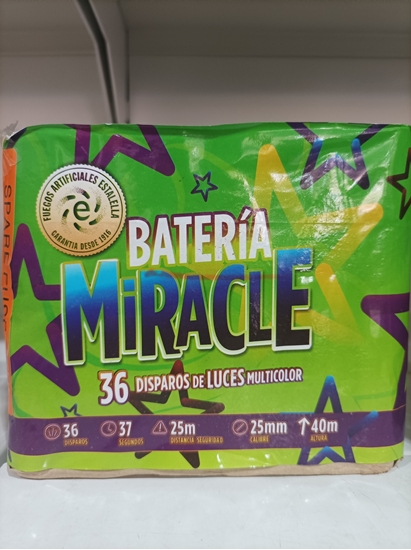 FUEGOS ARTIFICIALES ESTALELLA
e
GARANTIA DESDE 1916
BATERÍA
MiRACLE
36 DISPAROS DE LUCES MULTICOLOR
36 DISPAROS
37 SEGUNDOS
25m DISTANCIA SEGURIDAD
25mm CALIBRE
40m ALTURA